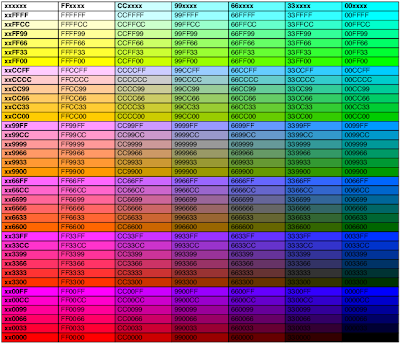 xxxxxx FFxxxx CCxxxx 99xxxx 66xxxx 33xxxx 00xxxx
xxFFFF FFFFFF CCFFFF 99FFFF 66FFFF 33FFFF 00FFFF
xxFFCC FFFFCC CCFFCC 99FFCC 66FFCC 33FFCC 00FFCC
xxFF99 FFFF99 CCFF99 99FF99 66FF99 33FF99 00FF99
xxFF66 FFFF66 CCFF66 99FF66 66FF66 33FF66 00FF66
xxFF33 FFFF33 CCFF33 99FF33 66FF33 33FF33 00FF33
xxFF00 FFFF00 CCFF00 99FF00 66FF00 33FF00 00FF00
xxCCFF FFCCFF CCCCFF 99CCFF 66CCFF 33CCFF 00CCFF
xxCCCC FFCCCC CCCCCC 99CCCC 66CCCC 33CCCC 00CCCC
xxCC99 FFCC99 CCCC99 99CC99 66CC99 33CC99 00CC99
xxCC66 FFCC66 CCCC66 99CC66 66CC66 33CC66 00CC66
xxCC33 FFCC33 CCCC33 99CC33 66CC33 33CC33 00CC33
xxCC00 FFCC00 CCCC00 99CC00 66CC00 33CC00 00CC00
xx99FF FF99FF CC99FF 9999FF 6699FF 3399FF 0099FF
xx99CC FF99CC CC99CC 9999CC 6699CC 3399CC 0099CC
xx9999 FF9999 CC9999 999999 669999 339999 009999
xx9966 FF9966 CC9966 999966 669966 339966 009966
xx9933 FF9933 CC9933 999933 669933 339933 009933
xx9900 FF9900 CC9900 999900 669900 339900 009900
xx66FF FF66FF CC66FF 9966FF 6666FF 3366FF 0066FF
xx66CC FF66CC CC66CC 9966CC 6666CC 3366CC 0066CC
xx6699 FF6699 CC6699 996699 666699 336699 006699
xx6666 FF6666 CC6666 996666 666666 336666 006666
xx6633 FF6633 CC6633 996633 666633 336633 006633
xx6600 FF6600 CC6600 996600 666600 336600 006600
xx33FF FF33FF CC33FF 9933FF 6633FF 3333FF 0033FF
xx33CC FF33CC CC33CC 9933CC 6633CC 3333CC 0033CC
xx3399 FF3399 CC3399 993399 663399 333399 003399
xx3366 FF3366 CC3366 993366 663366 333366
xx3333 FF3333 CC3333 993333 663333 333333
xx3300 FF3300 CC3300 993300 663300 333300
xx00FF FF00FF CC00FF 9900FF 6600FF 3300FF 0000FF
xx00CC FF00CC CC00CC 9900CC 6600CC 3300CC
xx0099 FF0099 CC0099 990099 660099 330099
xx0066 FF0066 CC0066 990066 660066
xx0033 FF0033 CC0033 990033 660033
xx0000 FF0000 CC0000 990000 660000